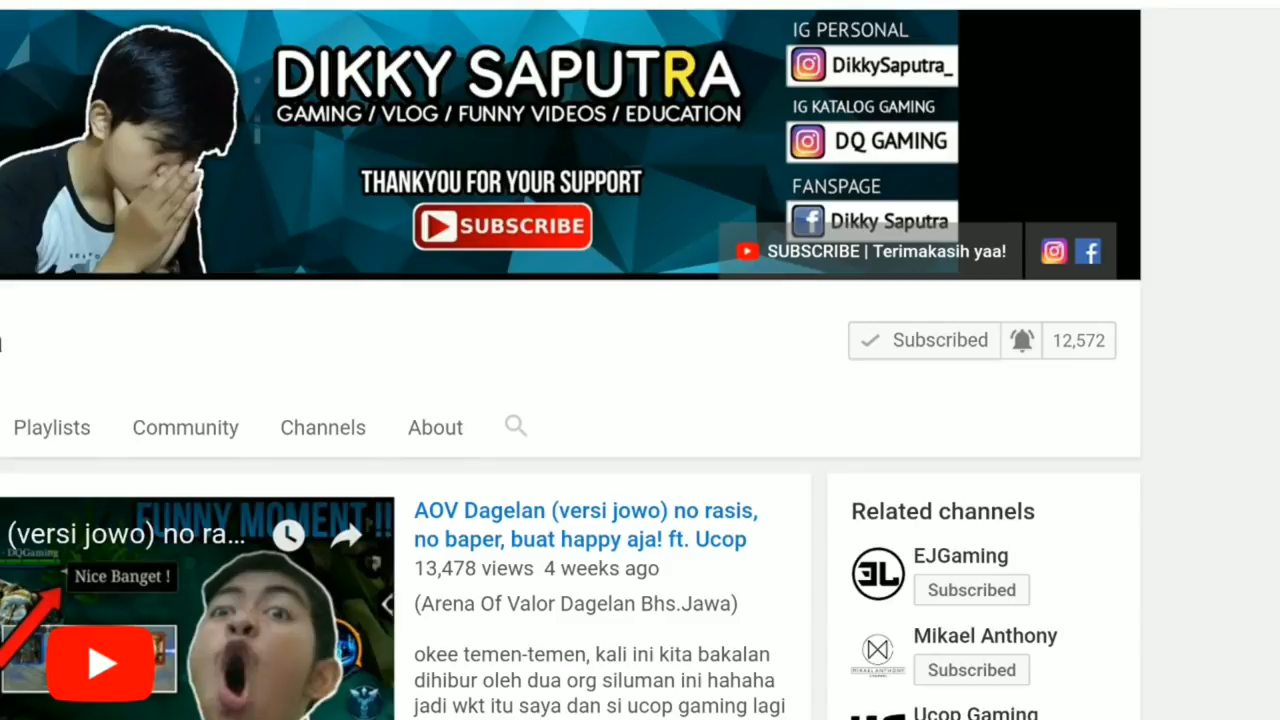 DIKKY SAPUTRA
GAMING / VLOG / FUNNY VIDEOS / EDUCATION
THANKYOU FOR YOUR SUPPORT
SUBSCRIBE
IG PERSONAL
DikkySaputra_
IG KATALOG GAMING
DQ GAMING
FANSPAGE
Dikky Saputra
SUBSCRIBE | Terimakasih yaa!
Subscribed 12,572
Playlists Community Channels About
FUNNY MOMENT !!
(versi jowo) no ra...
DQGaming
Nice Banget !
AOV Dagelan (versi jowo) no rasis,
no baper, buat happy aja! ft. Ucop
13,478 views 4 weeks ago
(Arena Of Valor Dagelan Bhs.Jawa)
okee temen-temen, kali ini kita bakalan
dihibur oleh dua org siluman ini hahaha
jadi wkt itu saya dan si ucop gaming lagi
Related channels
EJGaming
Subscribed
Mikael Anthony
Subscribed
Ucop Gaming